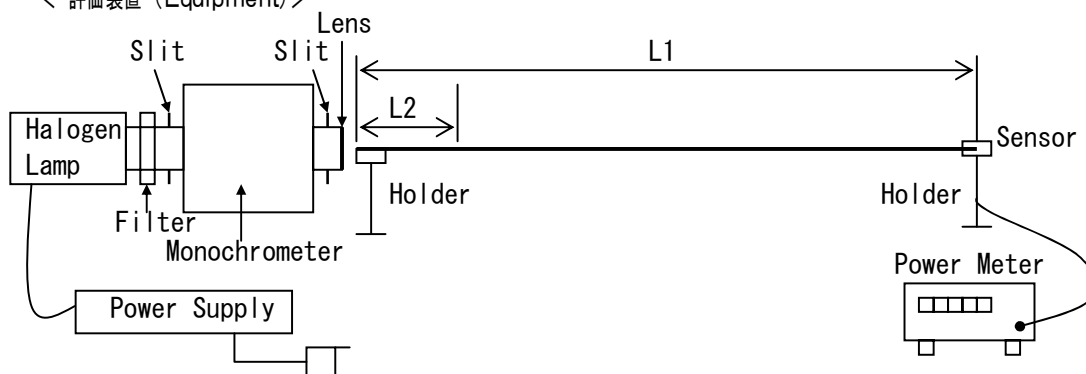 < 評価装置 (Equipment)>
Lens
Slit
Slit
L1
L2
Halogen
Lamp
Sensor
Holder
Holder
Filter
Monochrometer
Power Meter
Power Supply